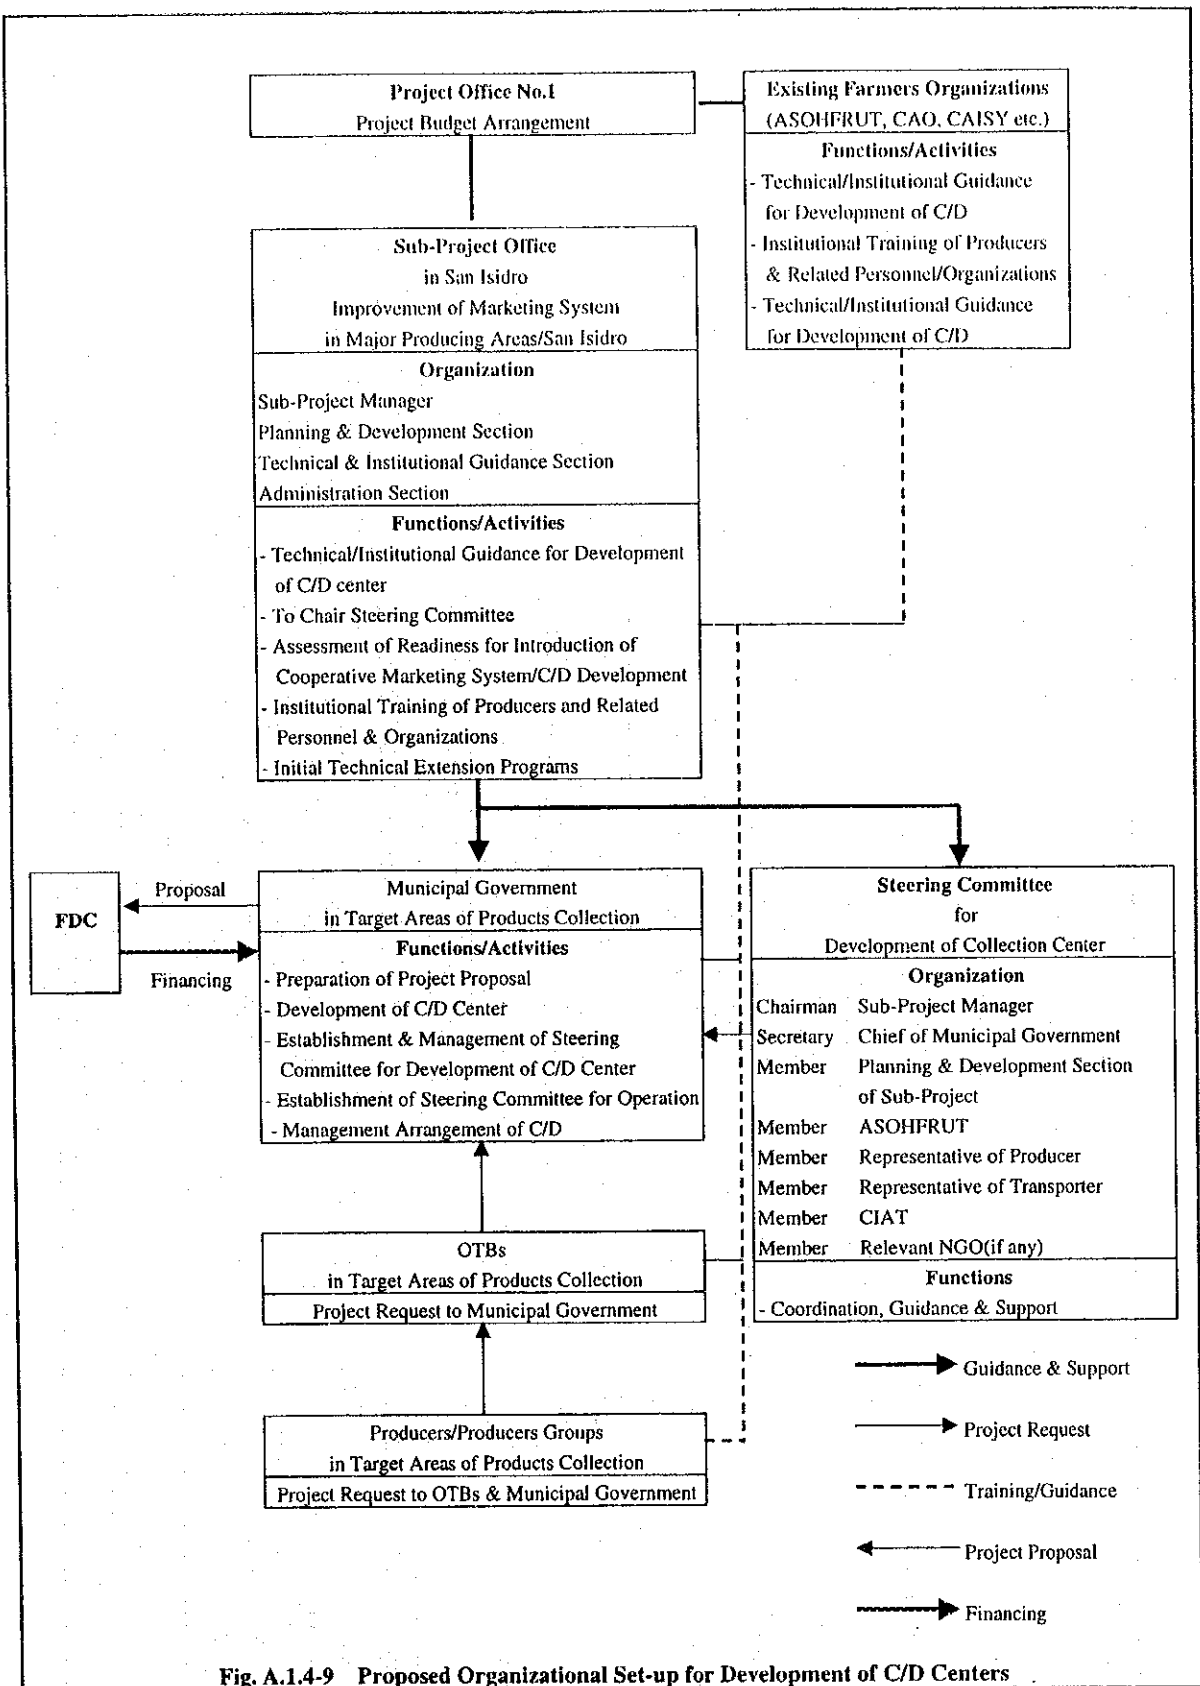 Project Office No.1
Project Budget Arrangement
Existing Farmers Organizations
(ASOHFRUT, CAO, CAISY etc.)
Functions/Activities
- Technical/Institutional Guidance
for Development of C/D
- Institutional Training of Producers
& Related Personnel/Organizations
- Technical/Institutional Guidance
for Development of C/D
Sub-Project Office
in San Isidro
Improvement of Marketing System
in Major Producing Areas/San Isidro
Organization
Sub-Project Manager
Planning & Development Section
Technical & Institutional Guidance Section
Administration Section
Functions/Activities
- Technical/Institutional Guidance for Development
of C/D center
- To Chair Steering Committee
- Assessment of Readiness for Introduction of
Cooperative Marketing System/C/D Development
- Institutional Training of Producers and Related
Personnel & Organizations
- Initial Technical Extension Programs
FDC
Proposal
Financing
Municipal Government
in Target Areas of Products Collection
Functions/Activities
- Preparation of Project Proposal
- Development of C/D Center
- Establishment & Management of Steering
Committee for Development of C/D Center
- Establishment of Steering Committee for Operation
- Management Arrangement of C/D
Steering Committee
for
Development of Collection Center
Organization
Chairman Sub-Project Manager
Secretary Chief of Municipal Government
Member Planning & Development Section
of Sub-Project
Member ASOHFRUT
Member Representative of Producer
Member Representative of Transporter
Member CIAT
Member Relevant NGO(if any)
Functions
- Coordination, Guidance & Support
OTBs
in Target Areas of Products Collection
Project Request to Municipal Government
Producers/Producers Groups
in Target Areas of Products Collection
Project Request to OTBs & Municipal Government
Guidance & Support
Project Request
Training/Guidance
Project Proposal
Financing
Fig. A.1.4-9 Proposed Organizational Set-up for Development of C/D Centers